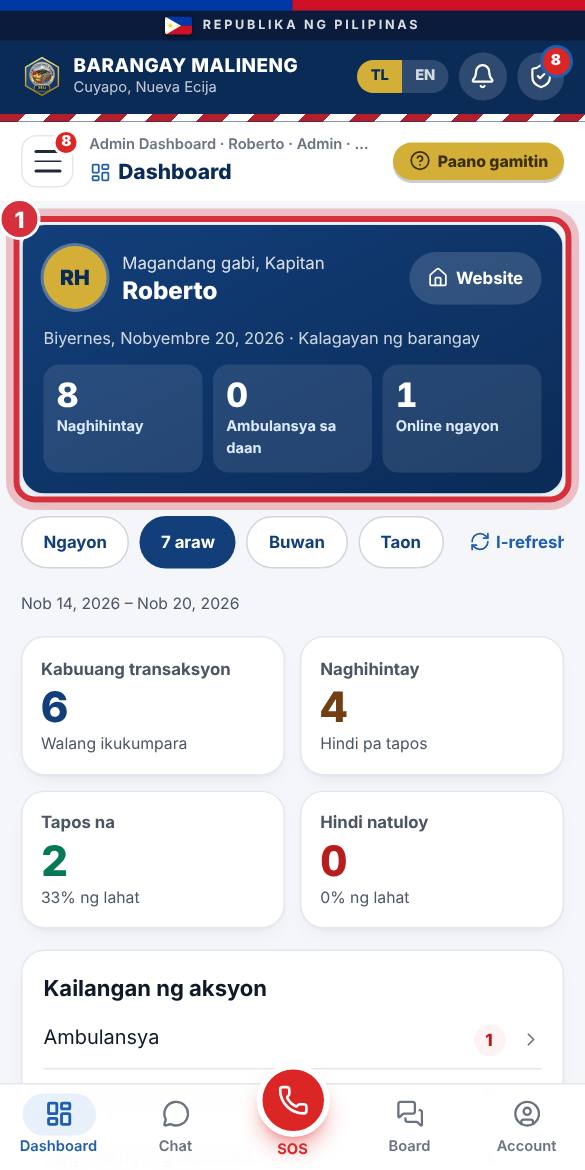 REPUBLIKA NG PILIPINAS
BARANGAY MALINENG
Cuyapo, Nueva Ecija
TL
EN
8
8
Admin Dashboard · Roberto · Admin · ...
Dashboard
Paano gamitin
1
RH
Magandang gabi, Kapitan
Roberto
Website
Biyernes, Nobyembre 20, 2026 · Kalagayan ng barangay
8
Naghihintay
0
Ambulansya sa
daan
1
Online ngayon
Ngayon
7 araw
Buwan
Taon
I-refresh
Nob 14, 2026 – Nob 20, 2026
Kabuuang transaksyon
6
Walang ikukumpara
Naghihintay
4
Hindi pa tapos
Tapos na
2
33% ng lahat
Hindi natuloy
0
0% ng lahat
Kailangan ng aksyon
Ambulansya
1
Dashboard
Chat
SOS
Board
Account